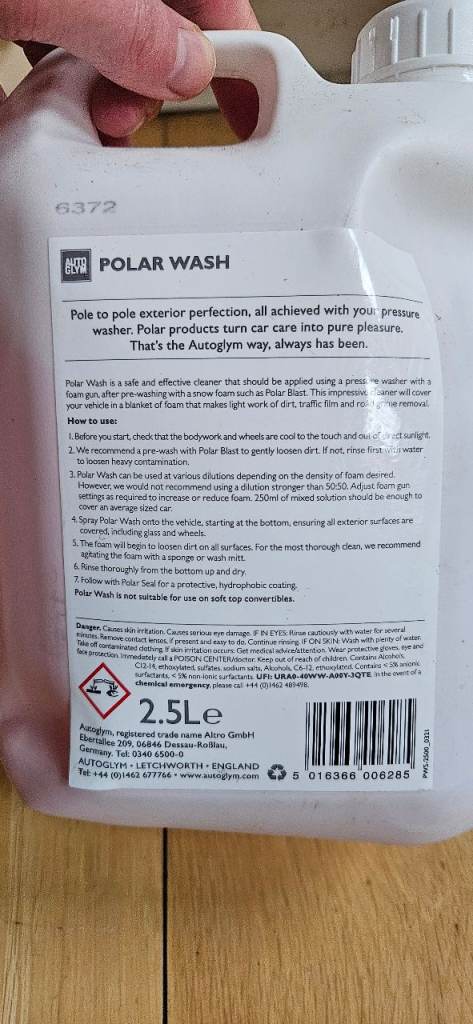 6372
AUTO
GLYM
POLAR WASH
Pole to pole exterior perfection, all achieved with your pressure
washer. Polar products turn car care into pure pleasure.
That's the Autoglym way, always has been.
Polar Wash is a safe and effective cleaner that should be applied using a pressure washer with a
foam gun, after pre-washing with a snow foam such as Polar Blast. This impressive cleaner will cover
your vehicle in a blanket of foam that makes light work of dirt, traffic film and road grime removal.
How to use:
1. Before you start, check that the bodywork and wheels are cool to the touch and out of direct sunlight.
2. We recommend a pre-wash with Polar Blast to gently loosen dirt. If not, rinse first with water
to loosen heavy contamination.
3. Polar Wash can be used at various dilutions depending on the density of foam desired.
However, we would not recommend using a dilution stronger than 50:50. Adjust foam gun
settings as required to increase or reduce foam. 250ml of mixed solution should be enough to
cover an average sized car.
4. Spray Polar Wash onto the vehicle, starting at the bottom, ensuring all exterior surfaces are
covered, including glass and wheels.
5. The foam will begin to loosen dirt on all surfaces. For the most thorough clean, we recommend
agitating the foam with a sponge or wash mitt.
6. Rinse thoroughly from the bottom up and dry.
7. Follow with Polar Seal for a protective, hydrophobic coating.
Polar Wash is not suitable for use on soft top convertibles.
Danger. Causes skin irritation. Causes serious eye damage. IF IN EYES: Rinse cautiously with water for several
minutes. Remove contact lenses, if present and easy to do. Continue rinsing. IF ON SKIN: Wash with plenty of water.
Take off contaminated clothing. If skin irritation occurs: Get medical advice/attention. Wear protective gloves, eye and
face protection. Immediately call a POISON CENTER/doctor. Keep out of reach of children. Contains Alcohols,
C12-14, ethoxylated, sulfates, sodium salts, Alcohols, C6-12, ethoxylated. Contains < 5% anionic
surfactants, < 5% non-ionic surfactants. UFI: URA0-40WW-A00Y-3QTE In the event of a
chemical emergency, please call +44 (0)1462 489498.
2.5Le
Autoglym, registered trade name Altro GmbH
Ebertallee 209, 06846 Dessau-Roßlau,
Germany. Tel: 0340 6500-0
AUTOGLYM • LETCHWORTH • ENGLAND
Tel: +44 (0)1462 677766 • www.autoglym.com
5 016366 006285
PWS-2500_0321